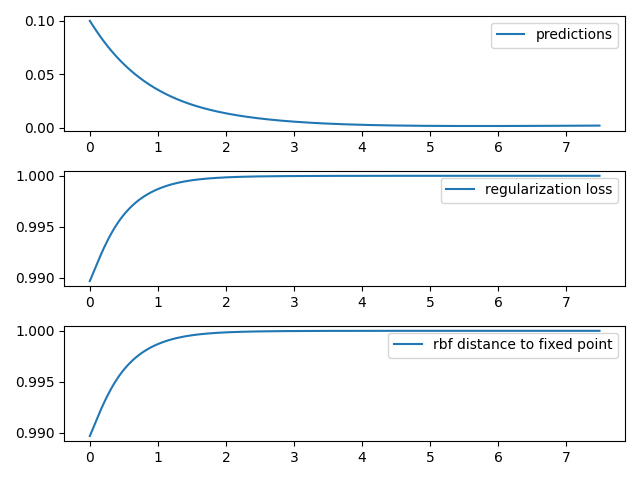 0.10
predictions
0.05
0.00
0 1 2 3 4 5 6 7
1.000
regularization loss
0.995
0.990
0 1 2 3 4 5 6 7
1.000
rbf distance to fixed point
0.995
0.990
0 1 2 3 4 5 6 7